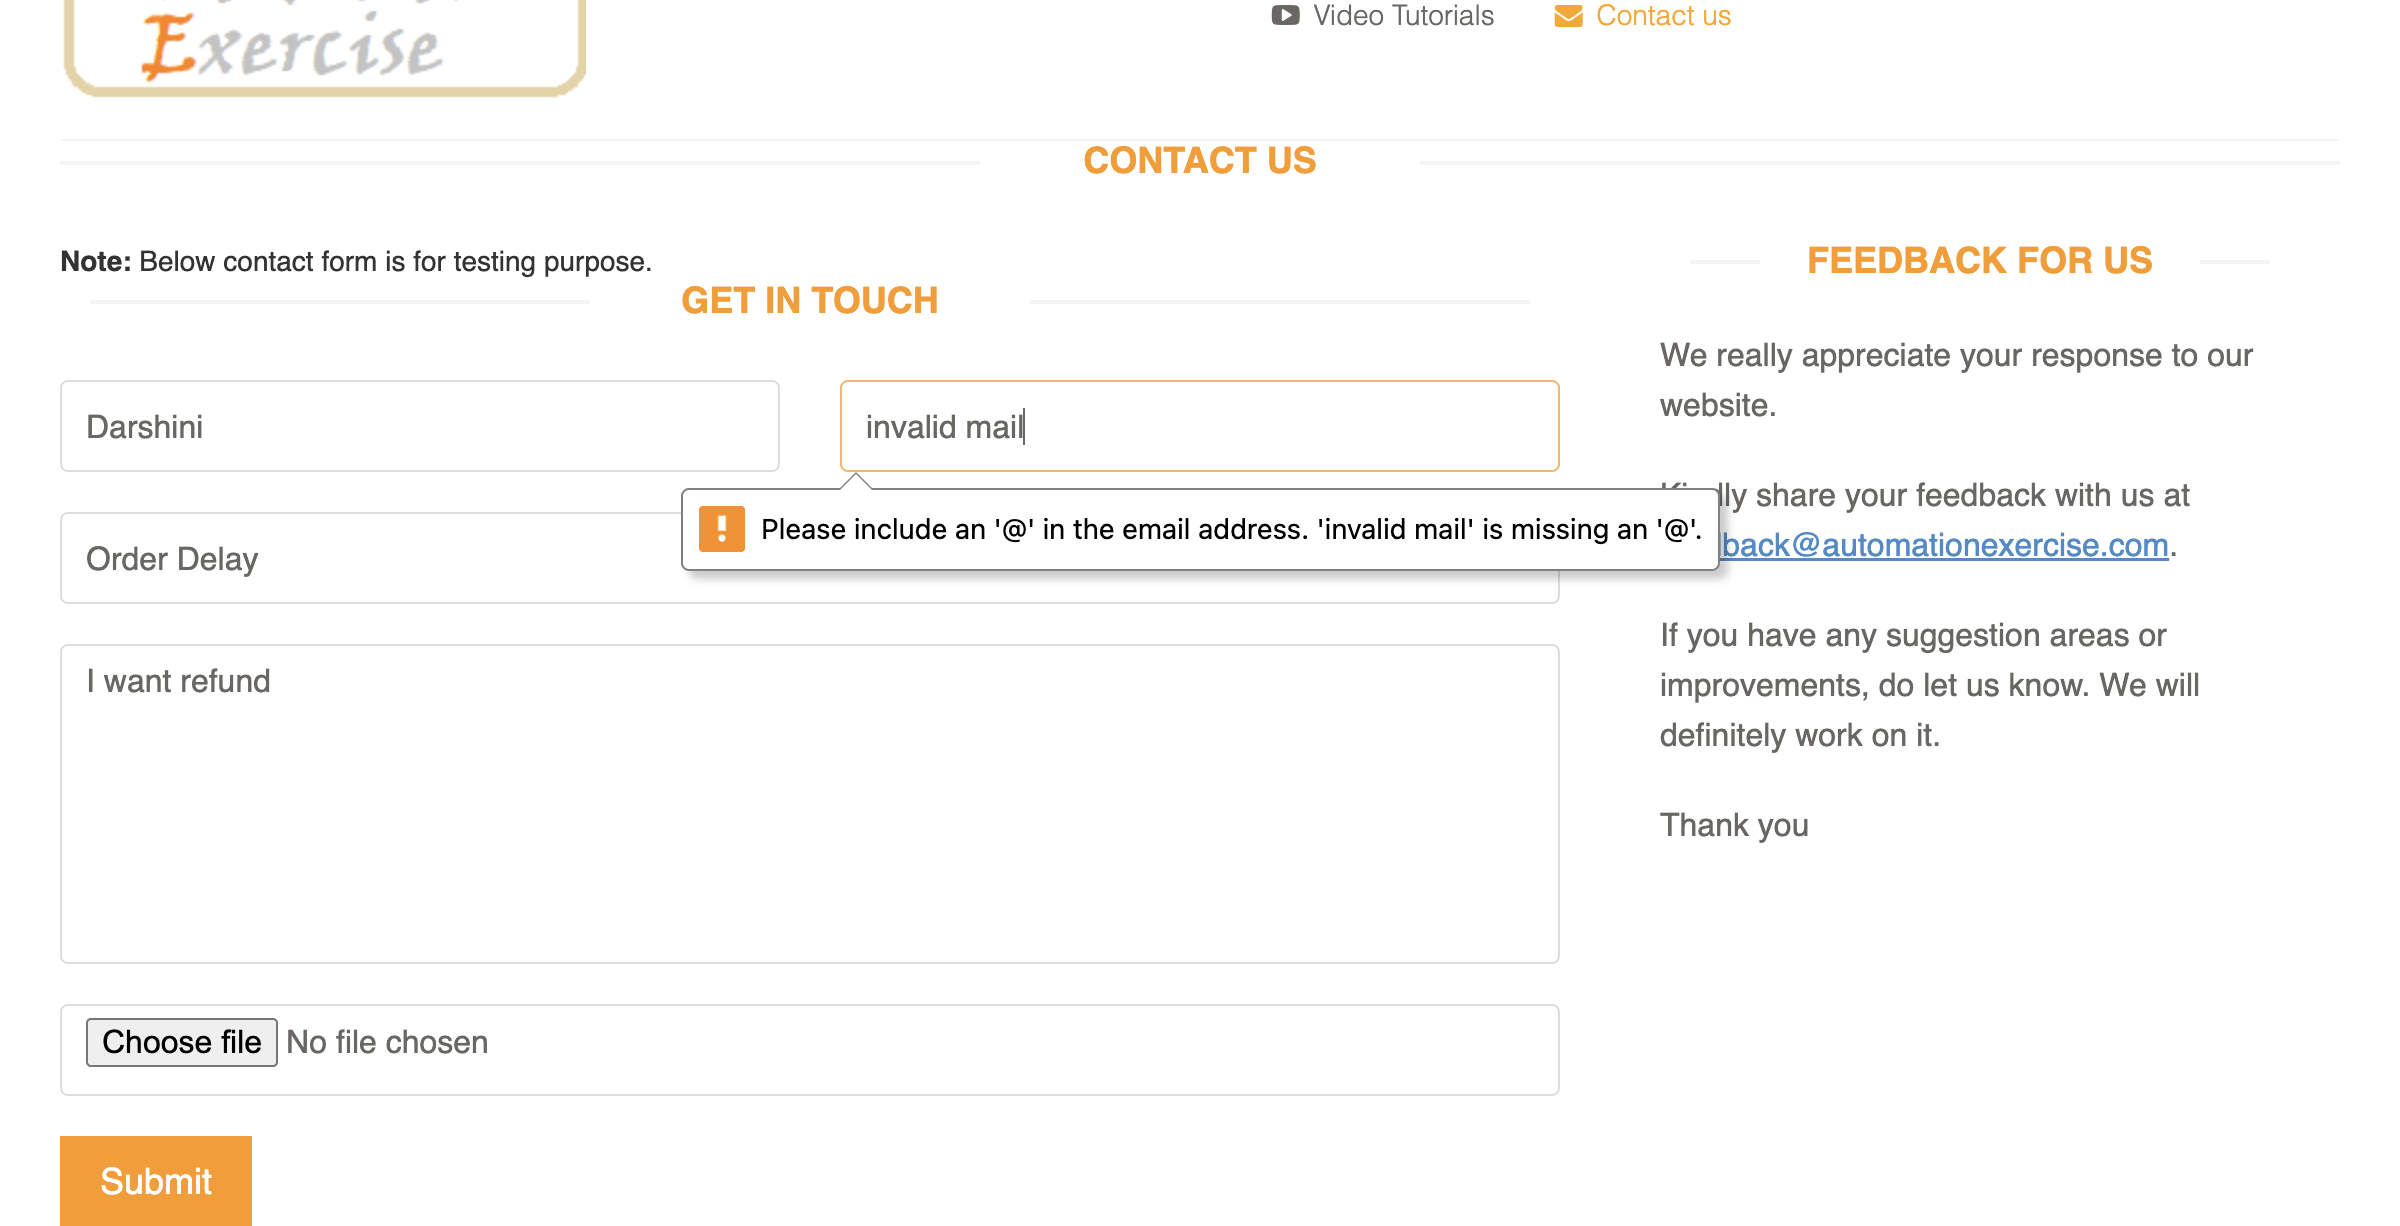 Exercise
Video Tutorials
Contact us
CONTACT US
Note: Below contact form is for testing purpose.
GET IN TOUCH
Darshini
invalid mail
Please include an '@' in the email address. 'invalid mail' is missing an '@'.
Order Delay
I want refund
Choose file No file chosen
Submit
FEEDBACK FOR US
We really appreciate your response to our
website.
share your feedback with us at
back@automationexercise.com.
If you have any suggestion areas or
improvements, do let us know. We will
definitely work on it.
Thank you